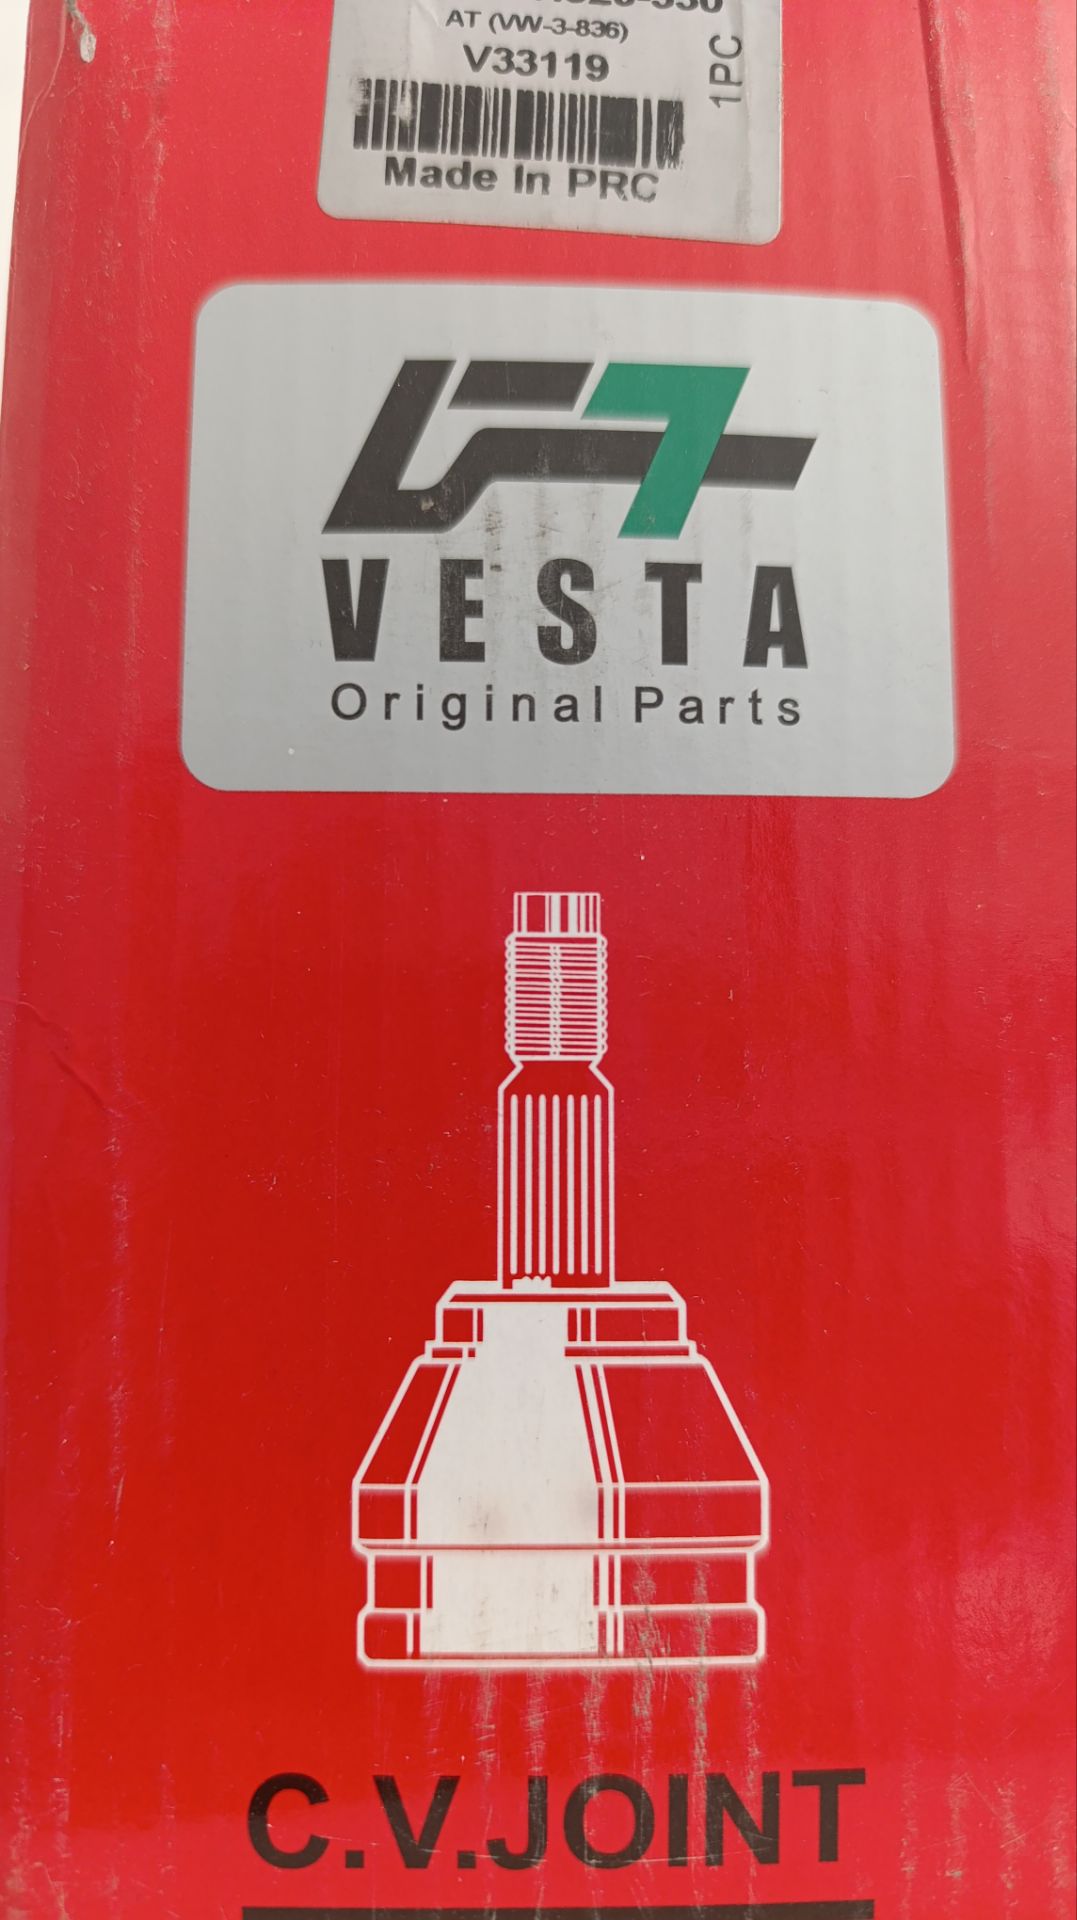 AT (VW-3-836)
V33119
1PC
Made In PRC
VESTA
Original Parts
C.V.JOINT